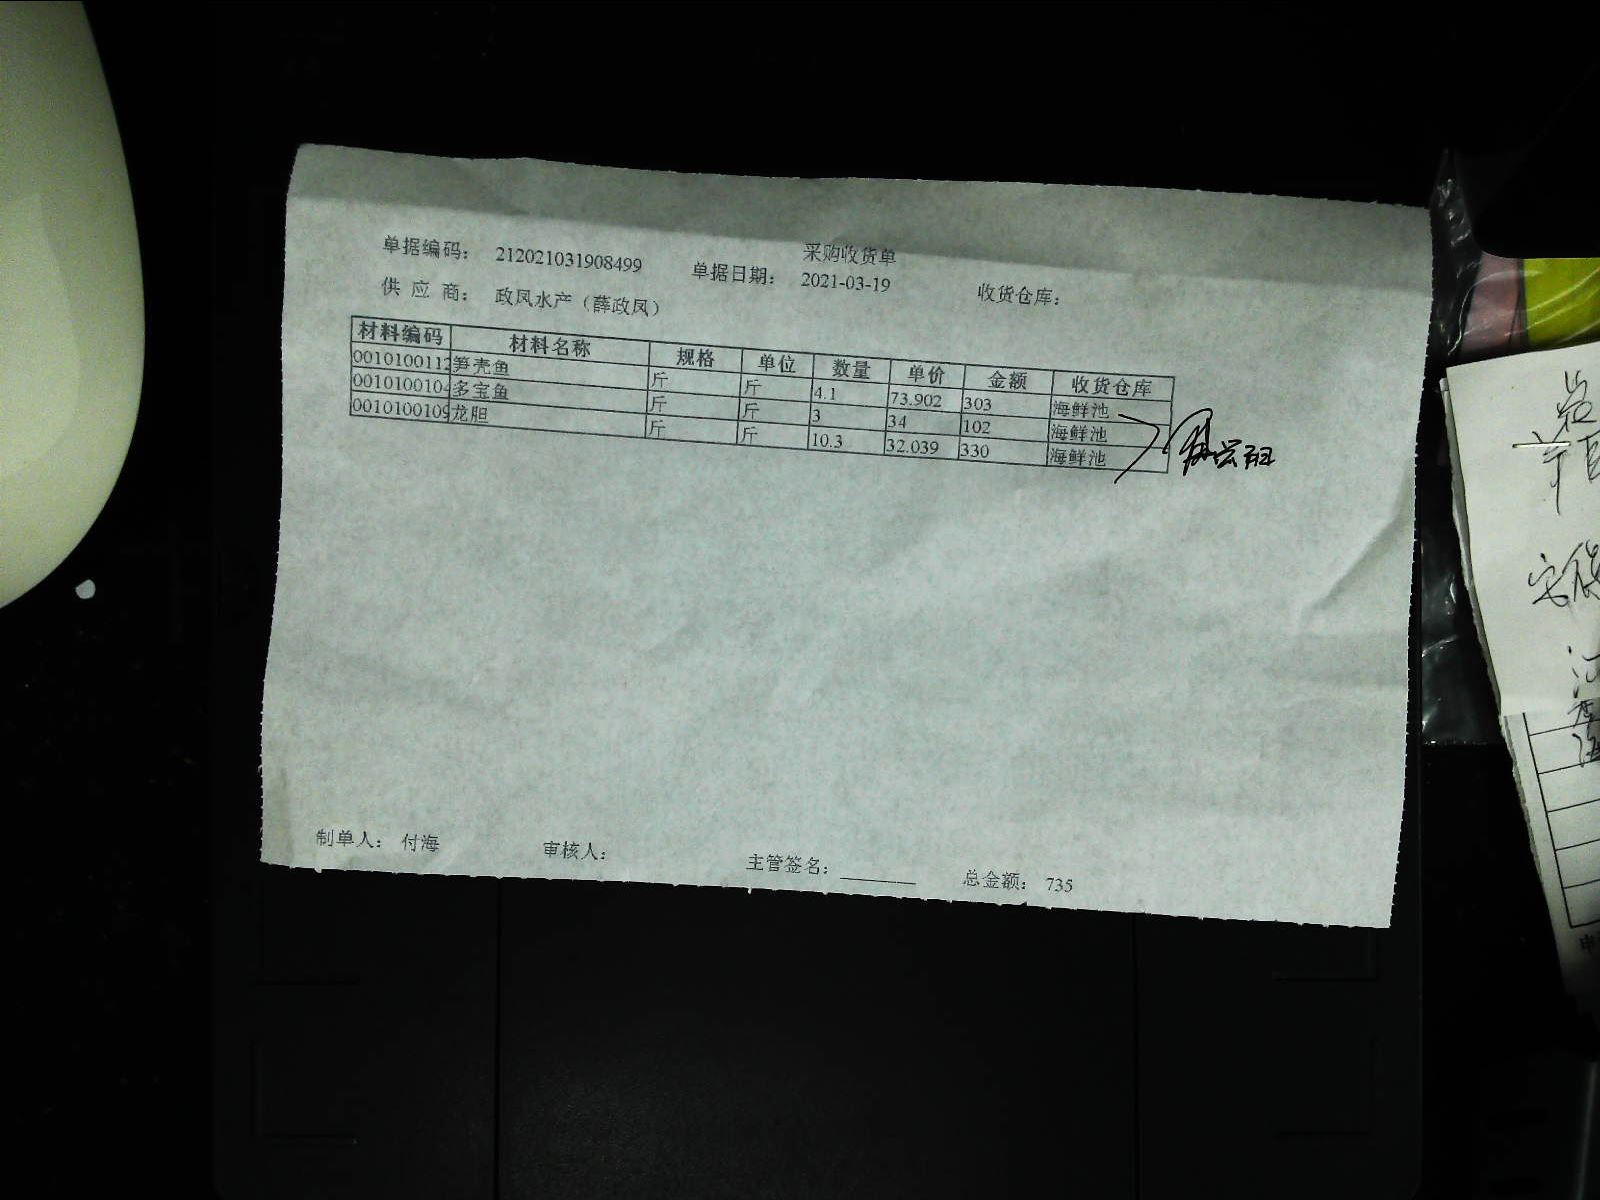 采购收货单
单据编码： 212021031908499 单据日期： 2021-03-19 收货仓库：
供 应 商： 政凤水产（薛政凤）
材料编码 材料名称 规格 单位 数量 单价 金额 收货仓库
0010100112 笋壳鱼 斤 斤 4.1 73.902 303 海鲜池
0010100104 多宝鱼 斤 斤 3 34 102 海鲜池
0010100109 龙胆 斤 斤 10.3 32.039 330 海鲜池
制单人： 付海 审核人： 主管签名： 总金额： 735